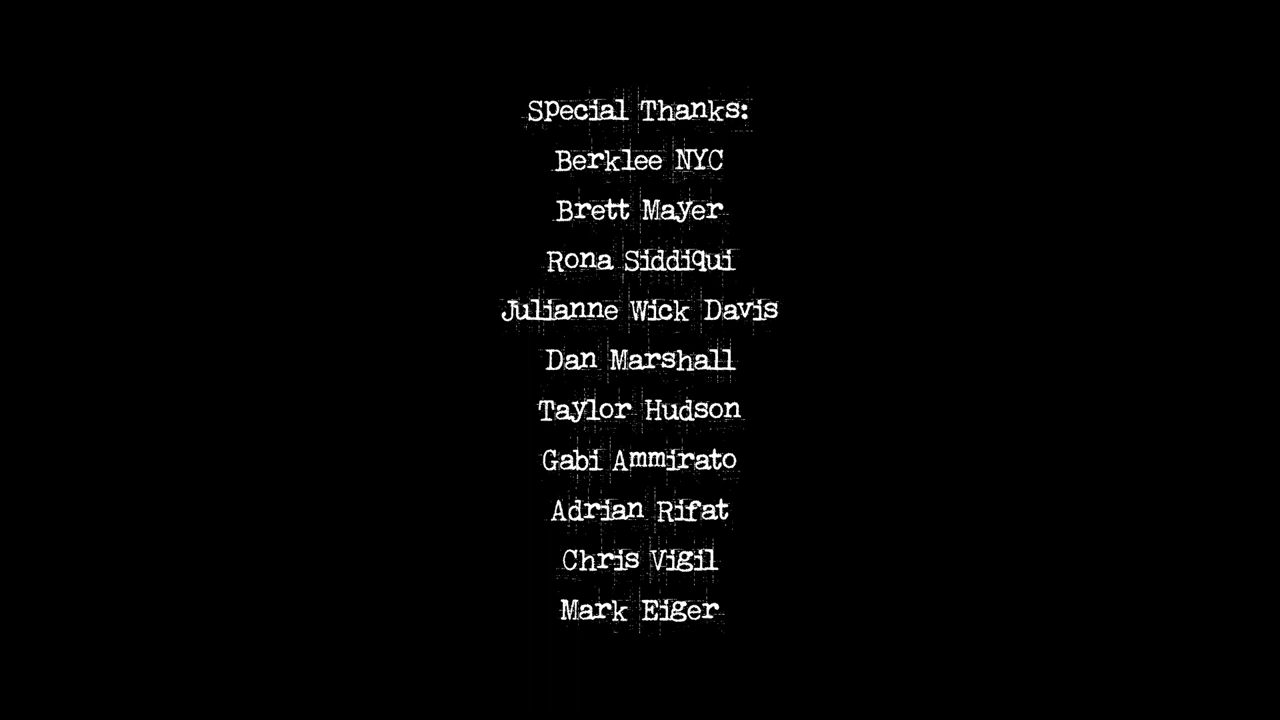 Special Thanks:
Berklee NYC
Brett Mayer
Rona Siddiqui
Julianne Wick Davis
Dan Marshall
Taylor Hudson
Gabi Ammirato
Adrian Rifat
Chris Vigil
Mark Eiger